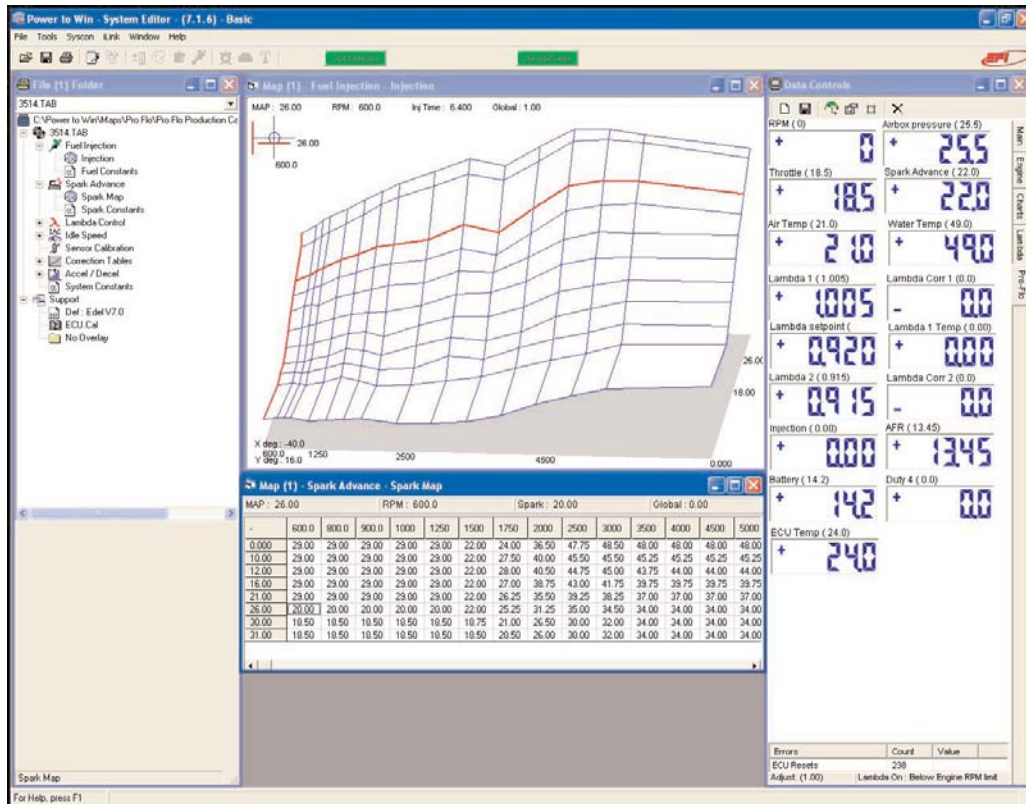 Power to Win - System Editor - (7.1.6) - Basic
File Tools Syscon iLink Window Help
EFI
File (1) Folder
3514.TAB
C:\Power to Win\Maps\Pro Flo\Pro Flo Production Ca
3514.TAB
Fuel Injection
Injection
Fuel Constants
Spark Advance
Spark Map
Spark Constants
Lambda Control
Idle Speed
Sensor Calibration
Correction Tables
Accel / Decel
System Constants
Support
Def : Edel V7.0
ECU.Cal
No Overlay
Spark Map
Map (1) - Fuel Injection - Injection
MAP : 26.00 RPM : 600.0 Inj Time : 6.400 Global : 1.00
26.00
600.0
26.00
18.00
X deg : -40.0
Y deg : 16.0
600.0 1250 2500 4500 0.000
Map (1) - Spark Advance - Spark Map
MAP : 26.00 RPM : 600.0 Spark : 20.00 Global : 0.00
- 600.0 800.0 900.0 1000 1250 1500 1750 2000 2500 3000 3500 4000 4500 5000
0.000 29.00 29.00 29.00 29.00 29.00 22.00 24.00 36.50 47.75 48.50 48.00 48.00 48.00 48.00
10.00 29.00 29.00 29.00 29.00 29.00 22.00 27.50 40.00 45.50 45.50 45.25 45.25 45.25 45.25
12.00 29.00 29.00 29.00 29.00 29.00 22.00 28.00 40.50 44.75 45.00 43.75 44.00 44.00 44.00
16.00 29.00 29.00 29.00 29.00 29.00 22.00 27.00 38.75 43.00 41.75 39.75 39.75 39.75 39.75
21.00 29.00 29.00 29.00 29.00 29.00 22.00 26.25 35.50 39.25 38.25 37.00 37.00 37.00 37.00
26.00 20.00 20.00 20.00 20.00 20.00 22.00 25.25 31.25 35.00 34.50 34.00 34.00 34.00 34.00
30.00 18.50 18.50 18.50 18.50 18.50 18.75 21.00 26.50 30.00 32.00 34.00 34.00 34.00 34.00
31.00 18.50 18.50 18.50 18.50 18.50 18.50 20.50 26.00 30.00 32.00 34.00 34.00 34.00 34.00
Data Controls
RPM ( 0 ) Airbox pressure ( 25.5 )
+ 0 + 25.5
Throttle ( 18.5 ) Spark Advance ( 22.0 )
+ 18.5 + 22.0
Air Temp ( 21.0 ) Water Temp ( 49.0 )
+ 21.0 + 49.0
Lambda 1 ( 1.005 ) Lambda Corr 1 (0.0 )
+ 1.005 - 0.0
Lambda setpoint ( Lambda 1 Temp ( 0.00 )
+ 0.920 + 0.00
Lambda 2 ( 0.915 ) Lambda Corr 2 (0.0 )
+ 0.915 - 0.0
Injection ( 0.00 ) AFR ( 13.45 )
+ 0.00 + 13.45
Battery ( 14.2 ) Duty 4 ( 0.0 )
+ 14.2 + 0.0
ECU Temp ( 24.0 )
+ 24.0
Main
Engine
Charts
Lambda
Pro-Flo
Errors Count Value
ECU Resets 238
Adjust: (1.00) Lambda On : Below Engine RPM limit
For Help, press F1